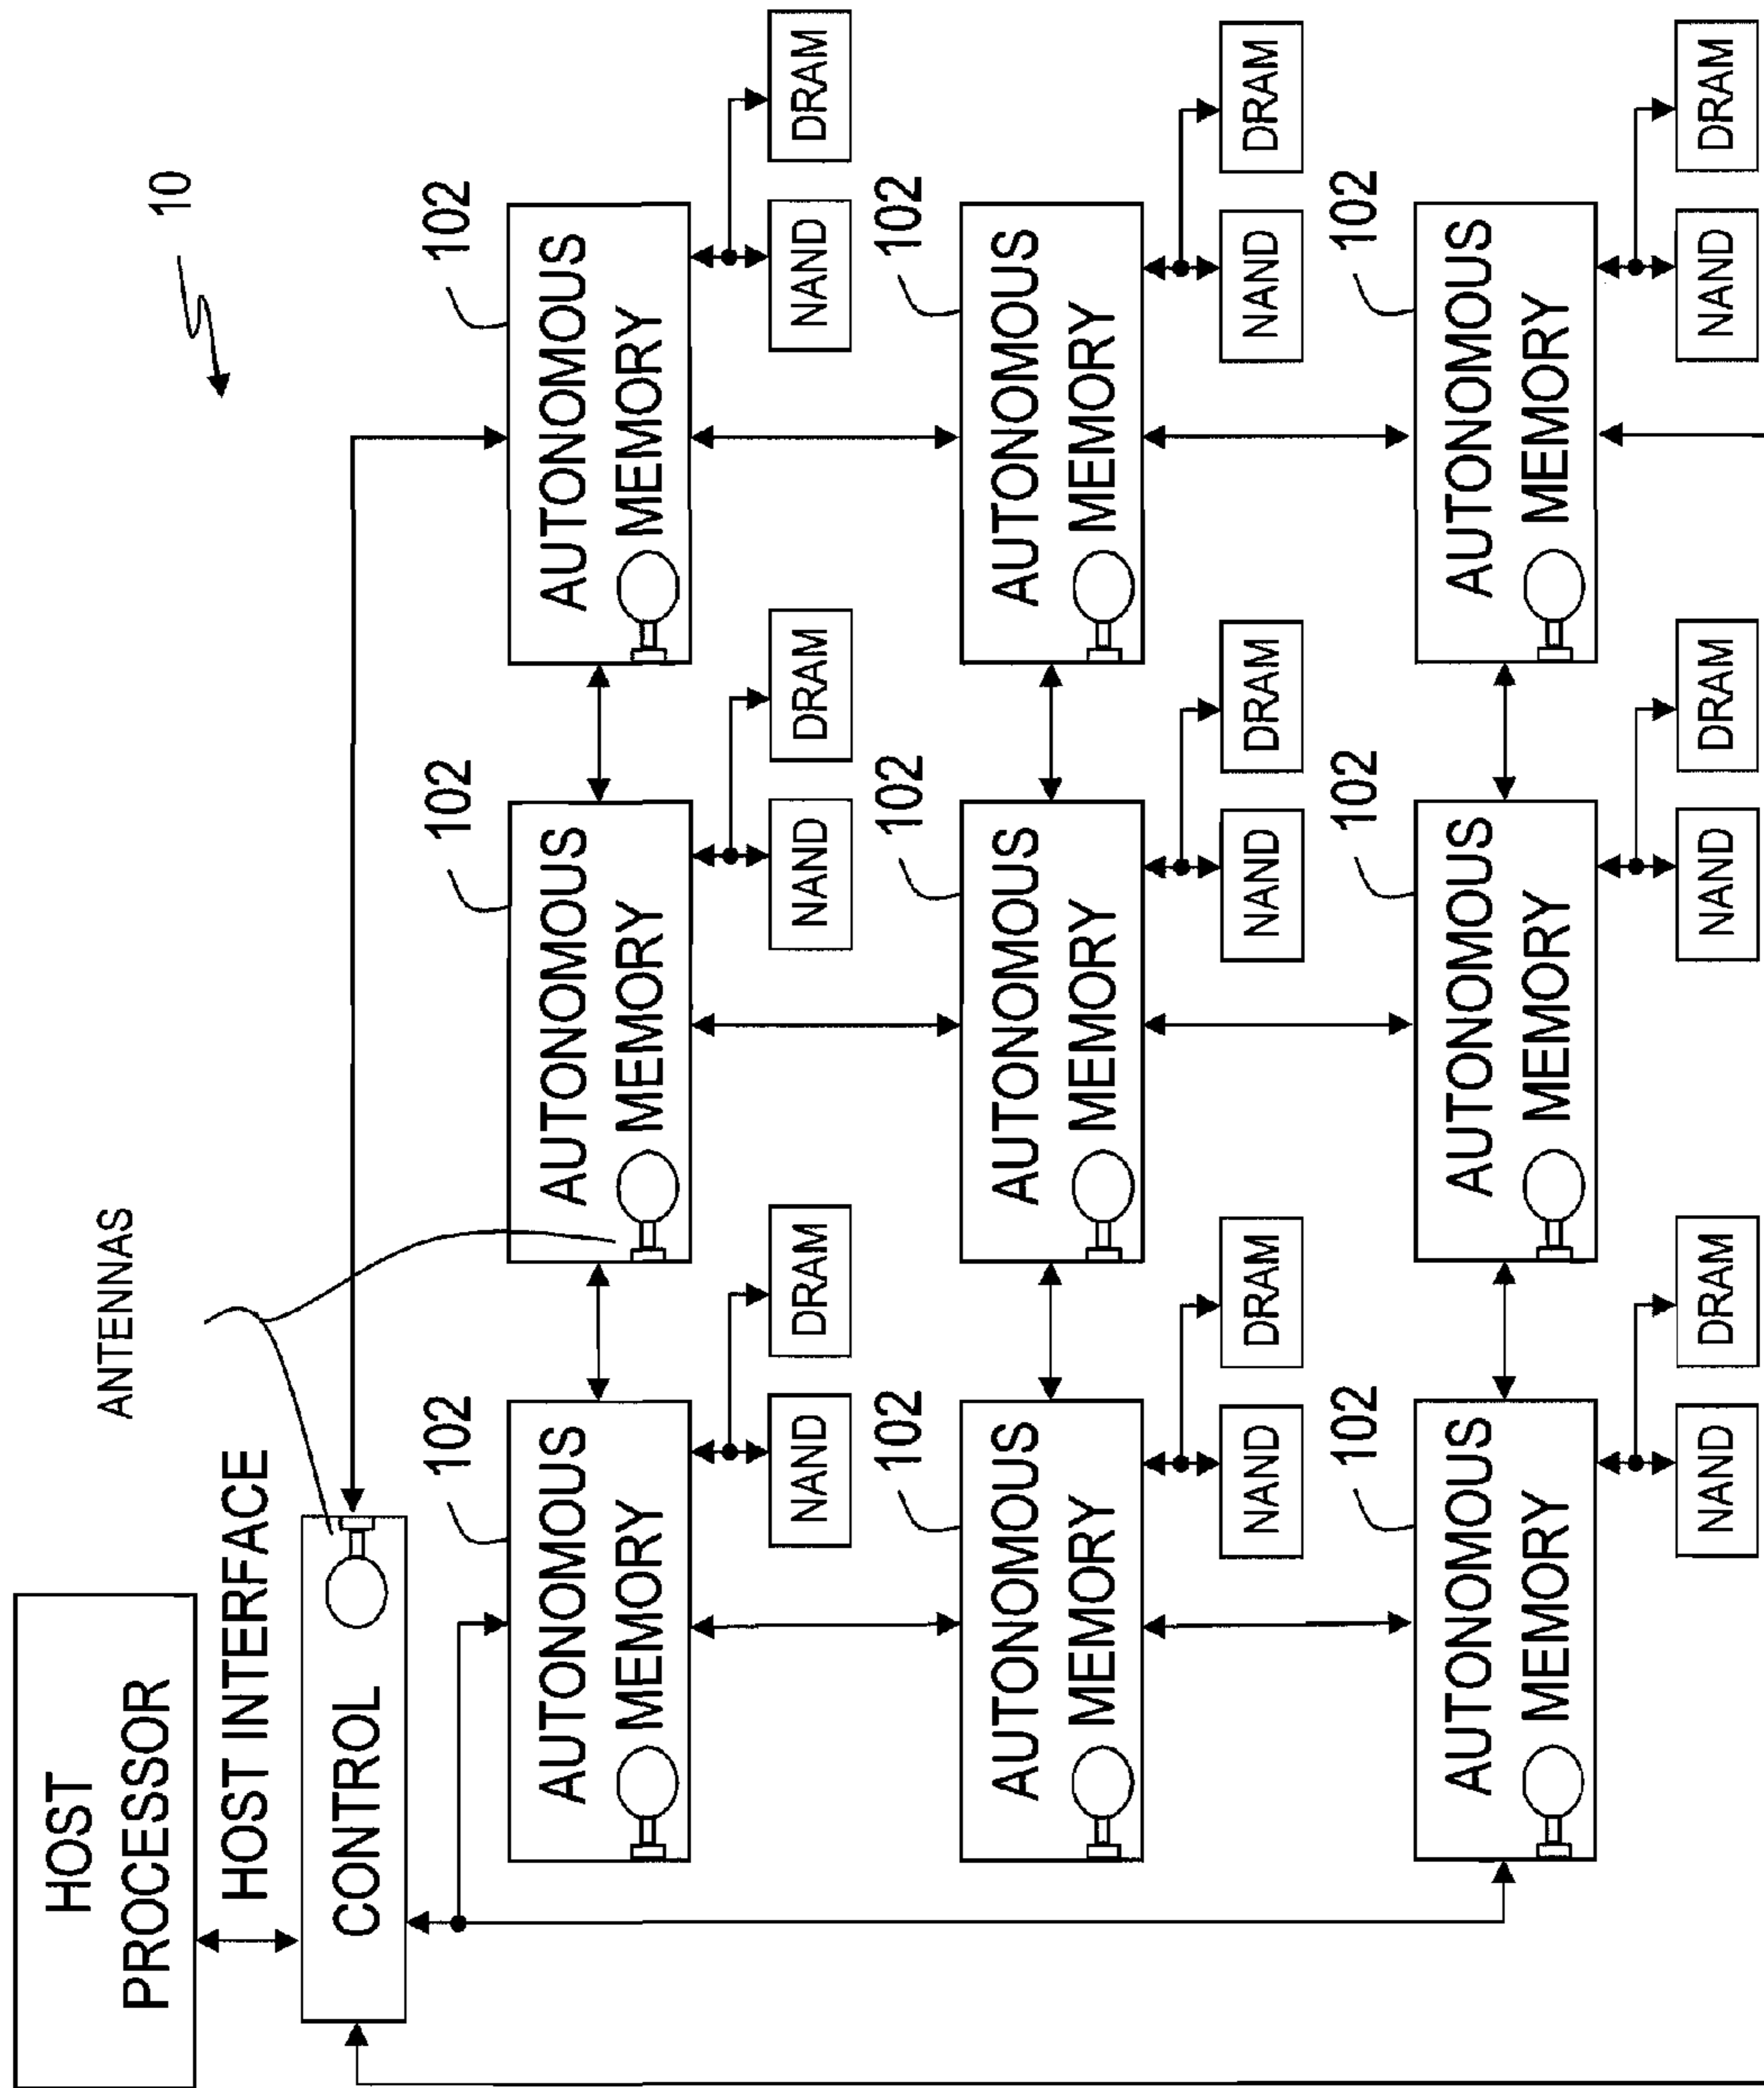 HOST
PROCESSOR
ANTENNAS
10
HOST INTERFACE
CONTROL
102
AUTONOMOUS
MEMORY
NAND
DRAM
102
AUTONOMOUS
MEMORY
NAND
DRAM
102
AUTONOMOUS
MEMORY
NAND
DRAM
102
AUTONOMOUS
MEMORY
NAND
DRAM
102
AUTONOMOUS
MEMORY
NAND
DRAM
102
AUTONOMOUS
MEMORY
NAND
DRAM
102
AUTONOMOUS
MEMORY
NAND
DRAM
102
AUTONOMOUS
MEMORY
NAND
DRAM
102
AUTONOMOUS
MEMORY
NAND
DRAM